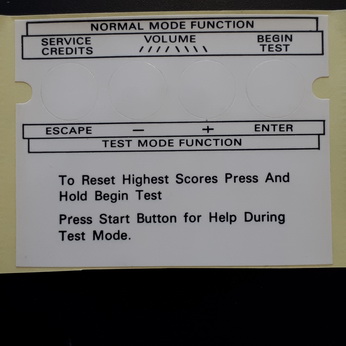 NORMAL MODE FUNCTION
SERVICE CREDITS VOLUME BEGIN TEST
ESCAPE — + ENTER
TEST MODE FUNCTION
To Reset Highest Scores Press And
Hold Begin Test
Press Start Button for Help During
Test Mode.